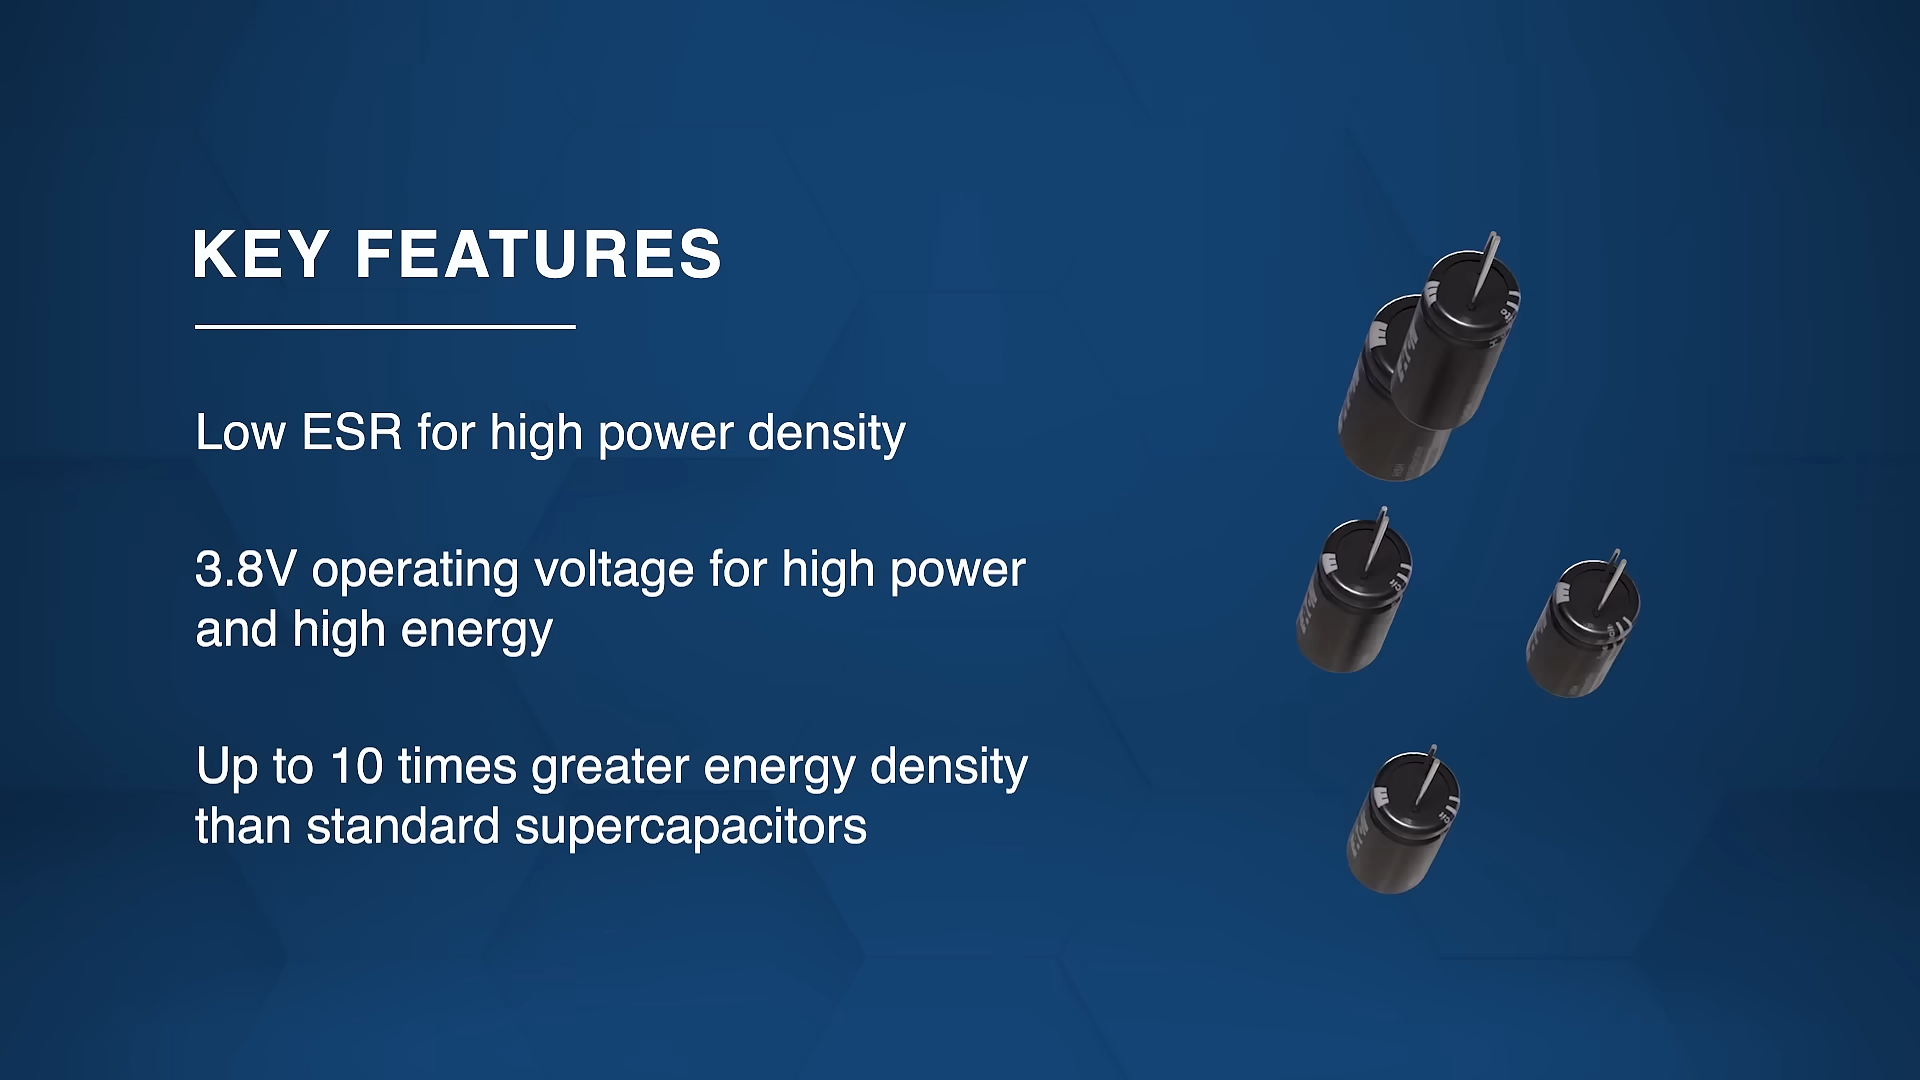 KEY FEATURES
Low ESR for high power density
3.8V operating voltage for high power
and high energy
Up to 10 times greater energy density
than standard supercapacitors